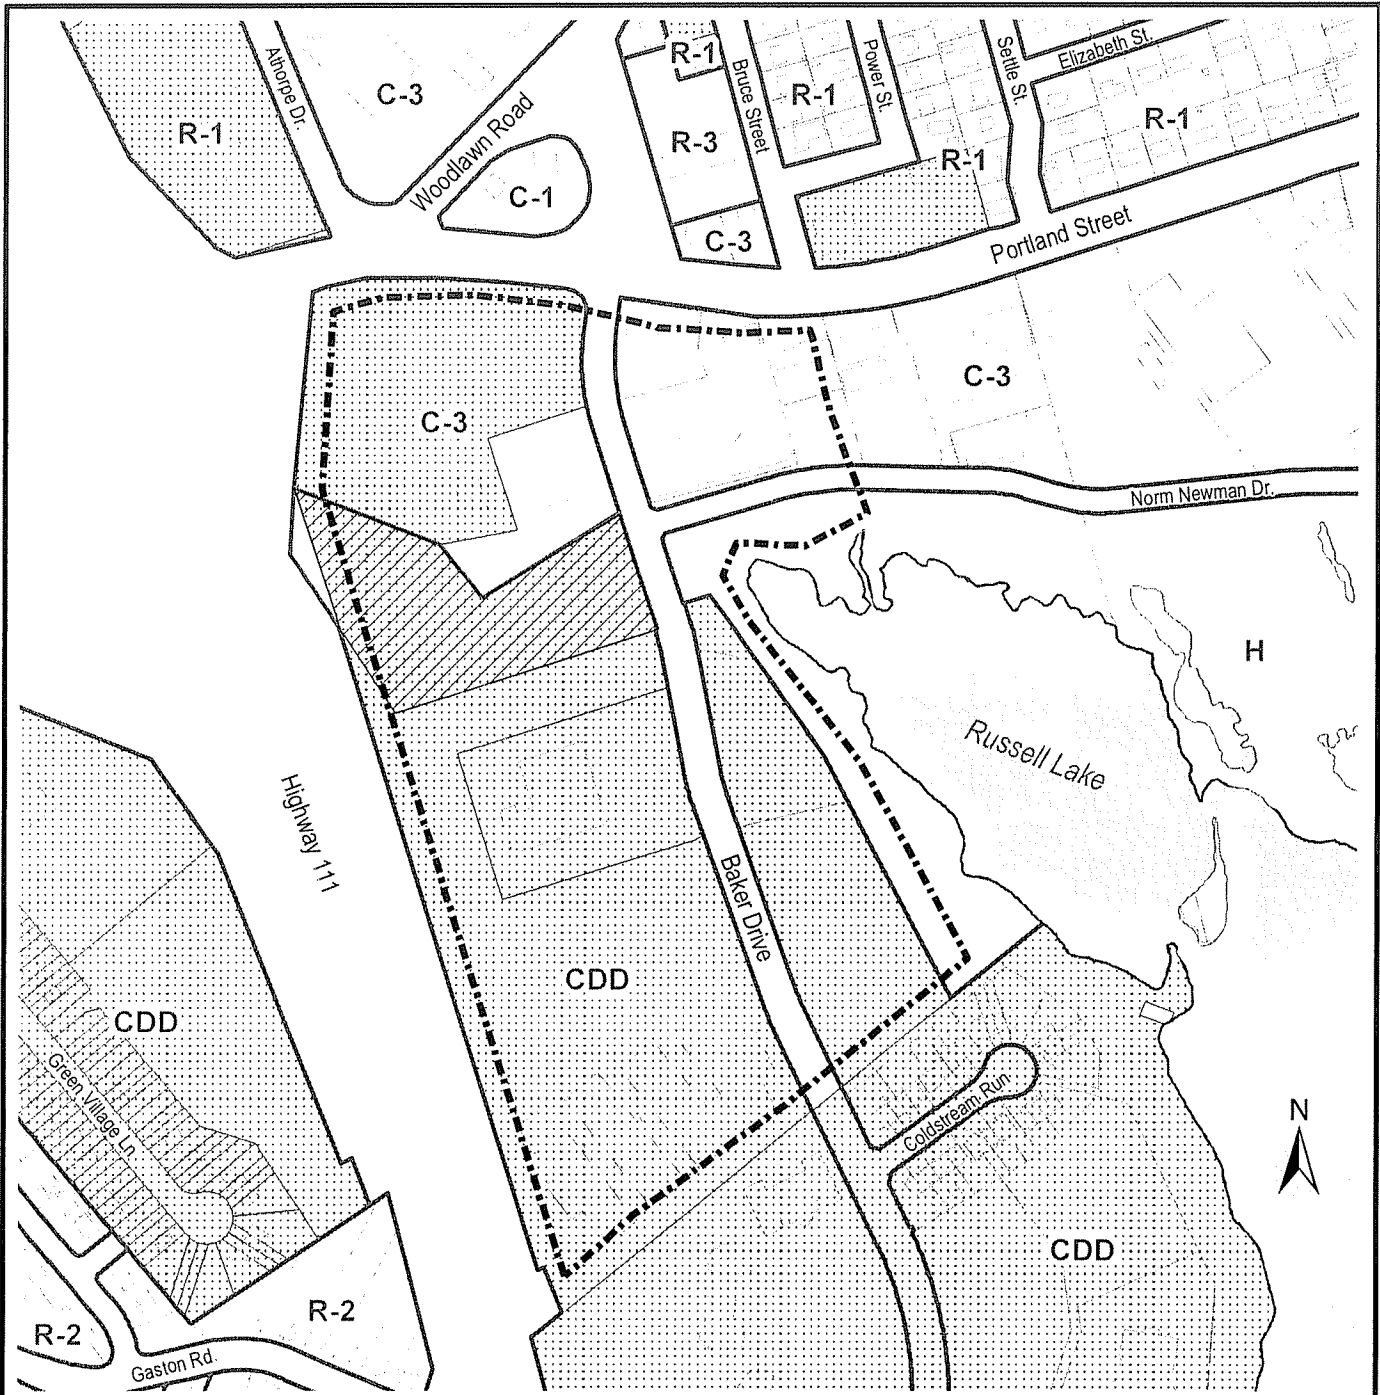 R-1
Athorpe Dr.
C-3
Woodlawn Road
C-1
R-1
R-3
C-3
Bruce Street
R-1
Power St.
R-1
Settle St.
Elizabeth St.
R-1
Portland Street
C-3
C-3
Norm Newman Dr.
H
Russell Lake
Highway 111
Baker Drive
CDD
CDD
Green Village Ln
Coldstream Run
N
CDD
R-2
R-2
Gaston Rd.